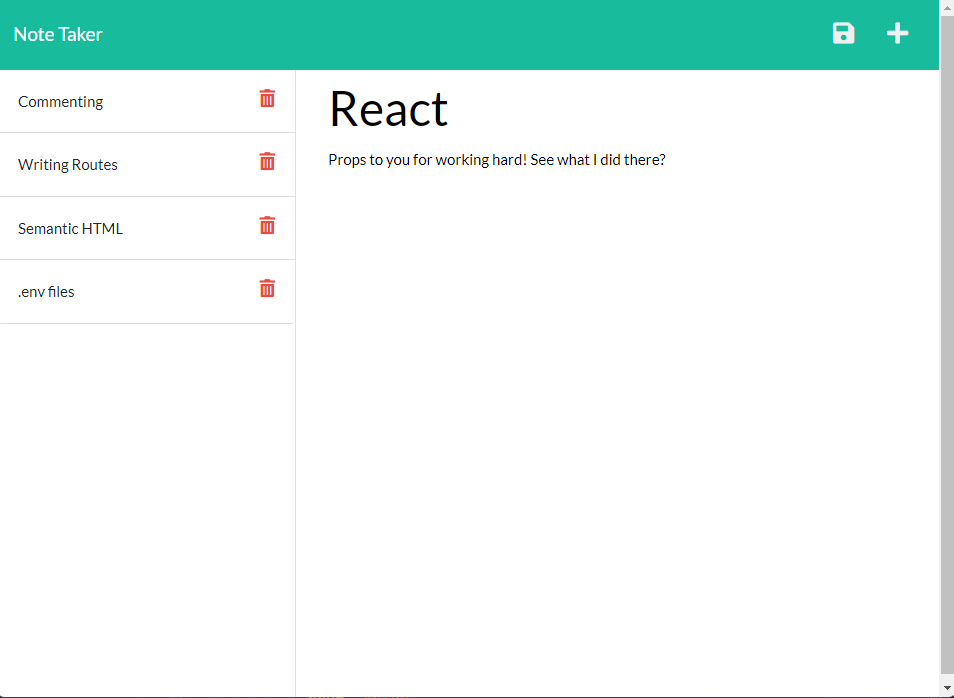 Note Taker
Commenting
Writing Routes
Semantic HTML
.env files
React
Props to you for working hard! See what I did there?